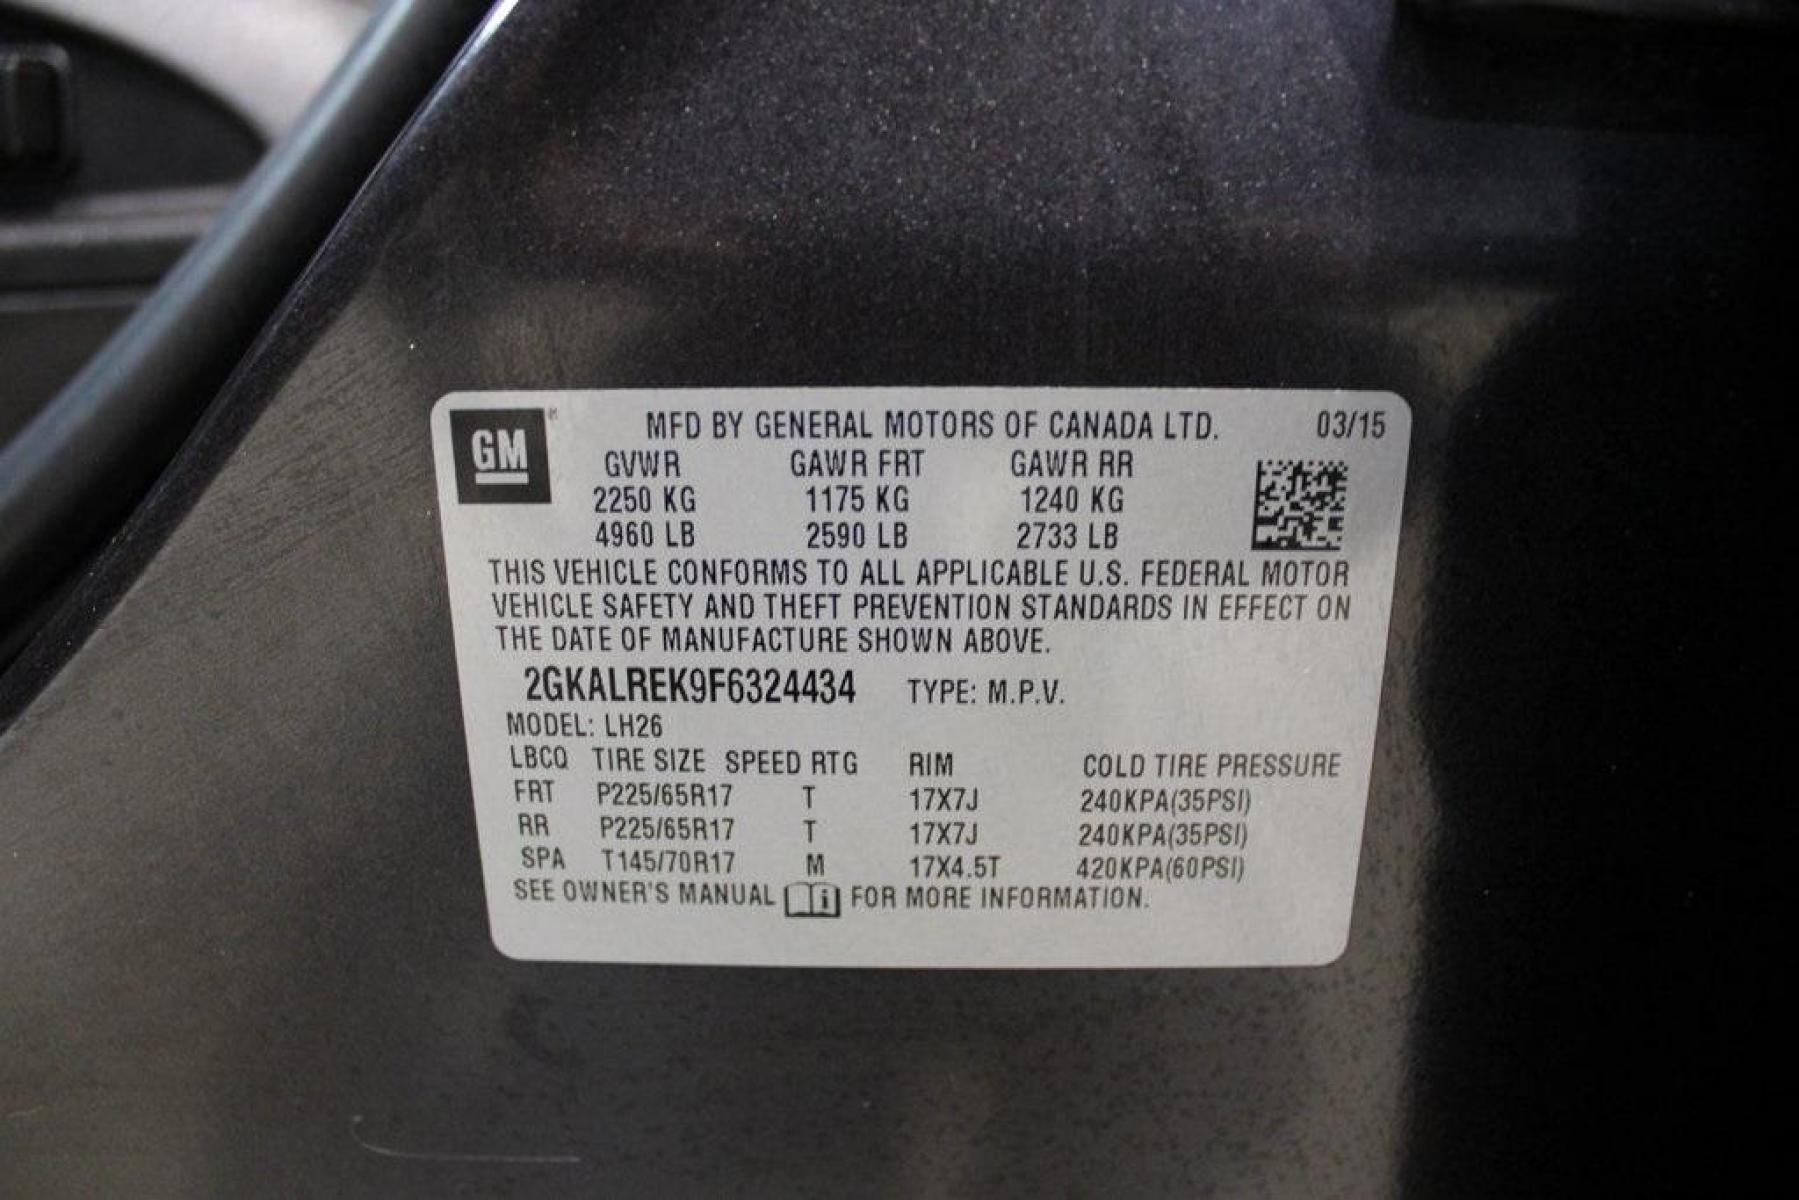 GM
MFD BY GENERAL MOTORS OF CANADA LTD. 03/15
GVWR GAWR FRT GAWR RR
2250 KG 1175 KG 1240 KG
4960 LB 2590 LB 2733 LB
THIS VEHICLE CONFORMS TO ALL APPLICABLE U.S. FEDERAL MOTOR
VEHICLE SAFETY AND THEFT PREVENTION STANDARDS IN EFFECT ON
THE DATE OF MANUFACTURE SHOWN ABOVE.
2GKALREK9F6324434 TYPE: M.P.V.
MODEL: LH26
LBCQ TIRE SIZE SPEED RTG RIM COLD TIRE PRESSURE
FRT P225/65R17 T 17X7J 240KPA(35PSI)
RR P225/65R17 T 17X7J 240KPA(35PSI)
SPA T145/70R17 M 17X4.5T 420KPA(60PSI)
SEE OWNER'S MANUAL i FOR MORE INFORMATION.